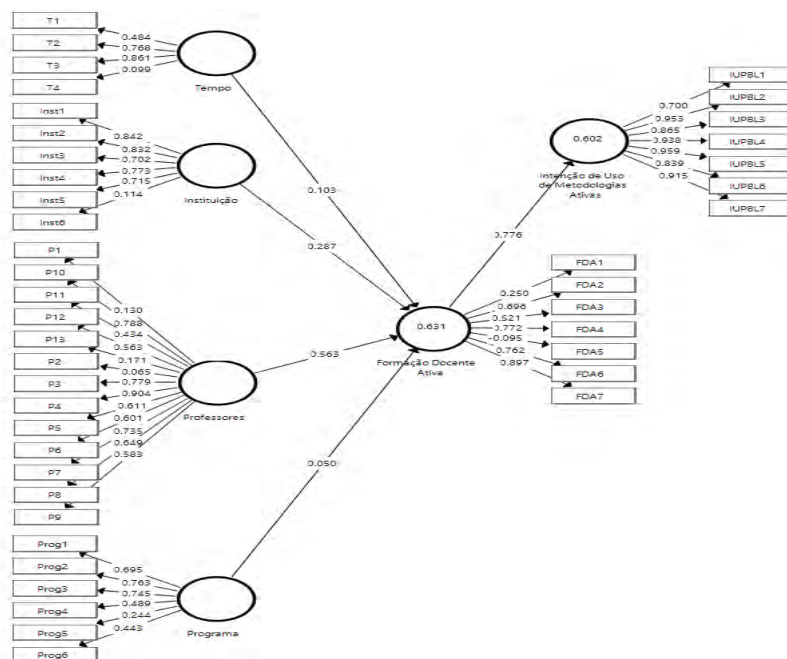 T1
T2
T3
T4
0.484
0.768
0.861
0.099
Tempo
Inst1
Inst2
Inst3
Inst4
Inst5
Inst6
0.842
0.832
0.702
0.773
0.715
0.114
Instituição
P1
P10
P11
P12
P13
P2
P3
P4
P5
P6
P7
P8
P9
0.130
0.788
0.434
0.563
0.171
0.065
0.779
0.904
0.611
0.601
0.735
0.649
0.583
Professores
Prog1
Prog2
Prog3
Prog4
Prog5
Prog6
0.695
0.763
0.745
0.489
0.244
0.443
Programa
0.103
0.287
0.563
0.050
0.631
Formação Docente
Ativa
0.776
0.602
Intenção de Uso
de Metodologias
Ativas
0.700
0.953
0.865
0.938
0.959
0.839
0.915
IUPBL1
IUPBL2
IUPBL3
IUPBL4
IUPBL5
IUPBL6
IUPBL7
0.250
0.696
0.521
0.772
-0.095
0.762
0.897
FDA1
FDA2
FDA3
FDA4
FDA5
FDA6
FDA7